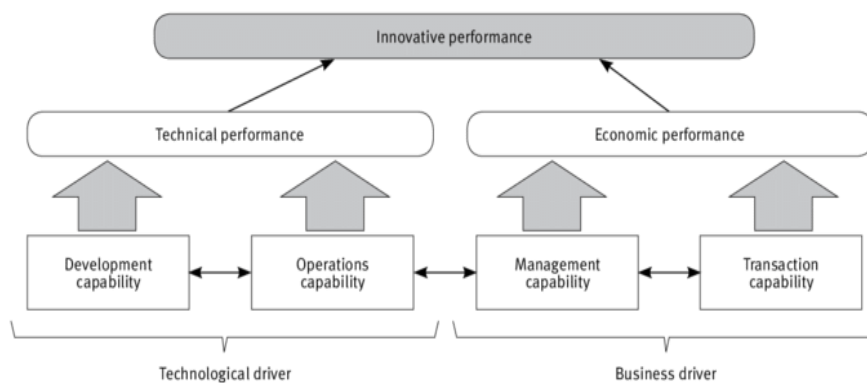 Innovative performance
Technical performance
Economic performance
Development
capability
Operations
capability
Management
capability
Transaction
capability
Technological driver
Business driver